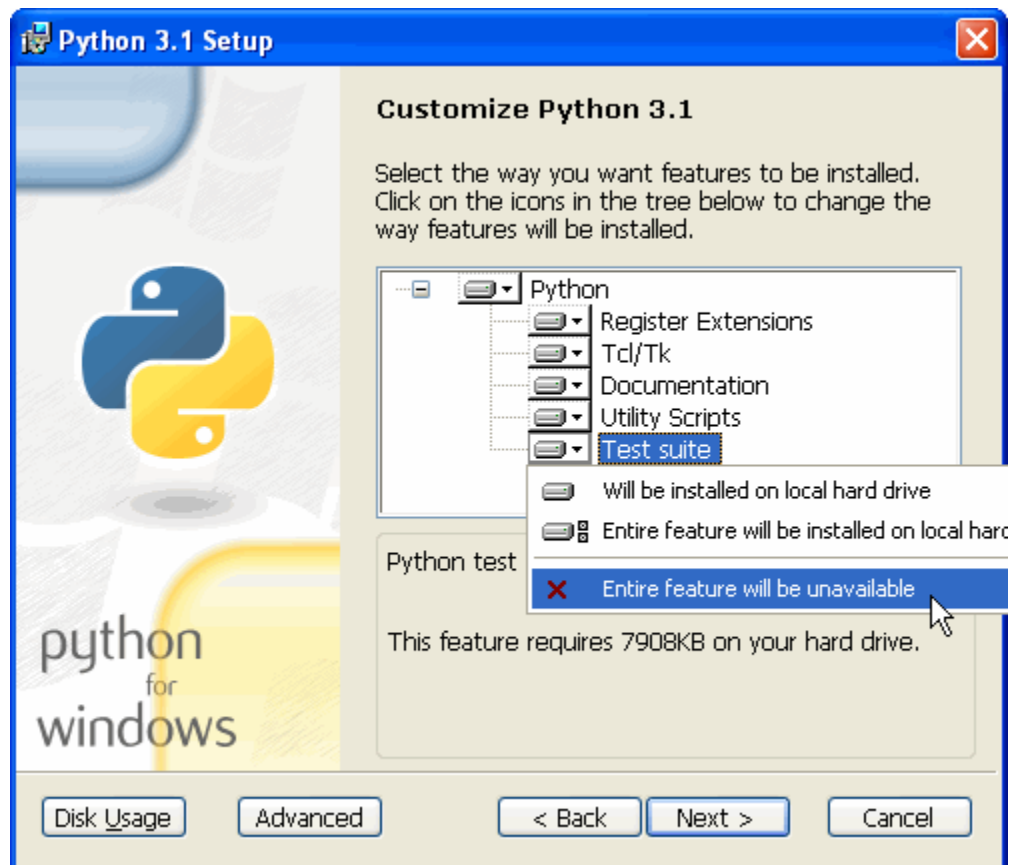 Python 3.1 Setup
Customize Python 3.1
Select the way you want features to be installed.
Click on the icons in the tree below to change the
way features will be installed.
Python
Register Extensions
Tcl/Tk
Documentation
Utility Scripts
Test suite
Will be installed on local hard drive
Entire feature will be installed on local hard
Entire feature will be unavailable
Python test
This feature requires 7908KB on your hard drive.
python
for
windows
Disk Usage
Advanced
< Back
Next >
Cancel